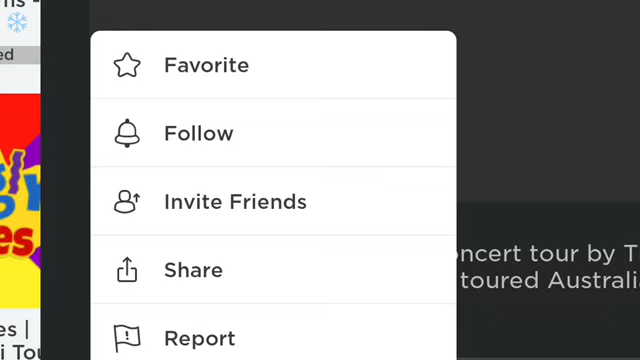 Favorite
Follow
Invite Friends
Share
Report
ed
es |
i Tou
oncert tour by T
toured Australi